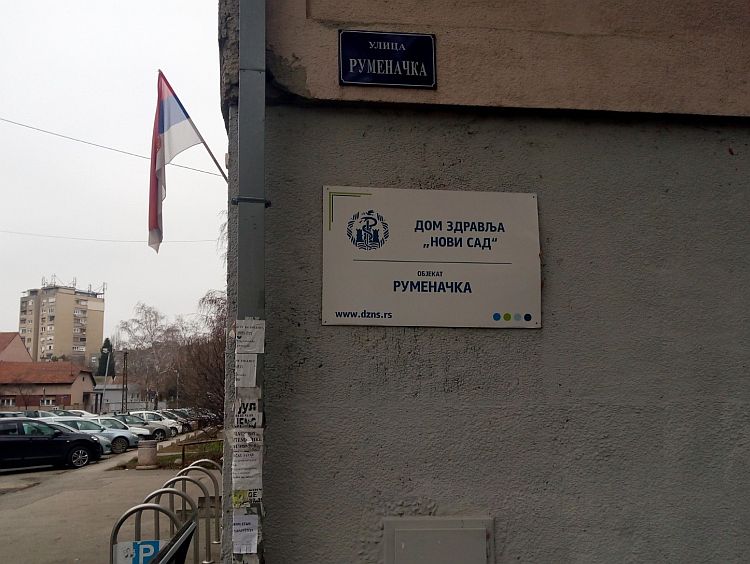 УЛИЦА
РУМЕНАЧКА
ДОМ ЗДРАВЉА
„НОВИ САД“
ОБЈЕКАТ
РУМЕНАЧКА
www.dzns.rs
P